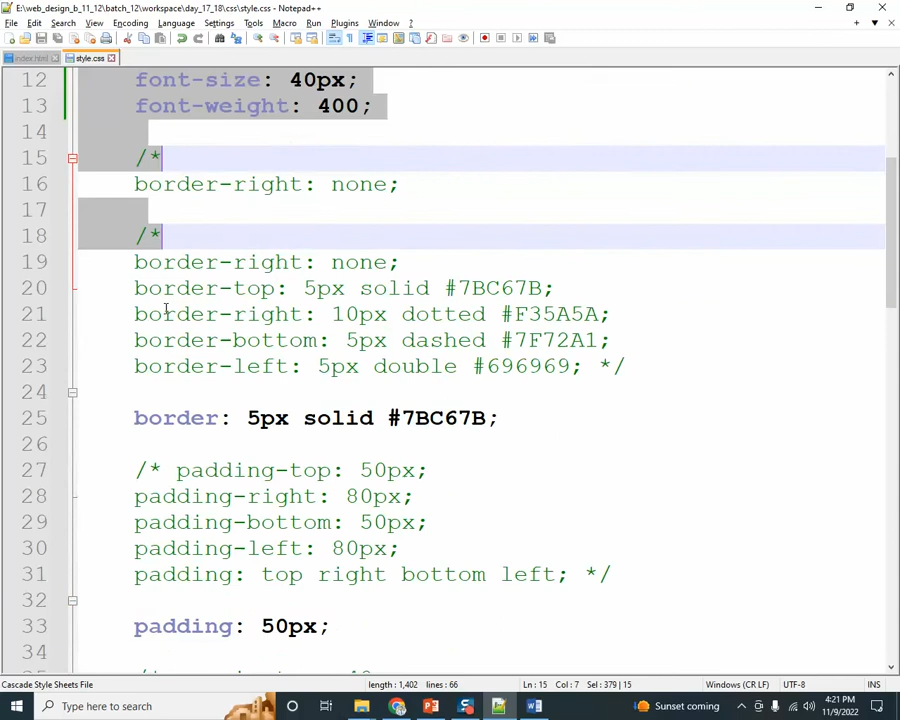 E:\web_design_b_11_12\batch_12\workspace\day_17_18\css\style.css - Notepad++
File Edit Search View Encoding Language Settings Tools Macro Run Plugins Window ?
index.html style.css
12 font-size: 40px;
13 font-weight: 400;
14
15 /*
16 border-right: none;
17
18 /*
19 border-right: none;
20 border-top: 5px solid #7BC67B;
21 border-right: 10px dotted #F35A5A;
22 border-bottom: 5px dashed #7F72A1;
23 border-left: 5px double #696969; */
24
25 border: 5px solid #7BC67B;
26
27 /* padding-top: 50px;
28 padding-right: 80px;
29 padding-bottom: 50px;
30 padding-left: 80px;
31 padding: top right bottom left; */
32
33 padding: 50px;
34
Cascade Style Sheets File length : 1,402 lines : 66 Ln : 15 Col : 7 Sel : 379 | 15 Windows (CR LF) UTF-8 INS
Type here to search Sunset coming 4:21 PM
11/9/2022